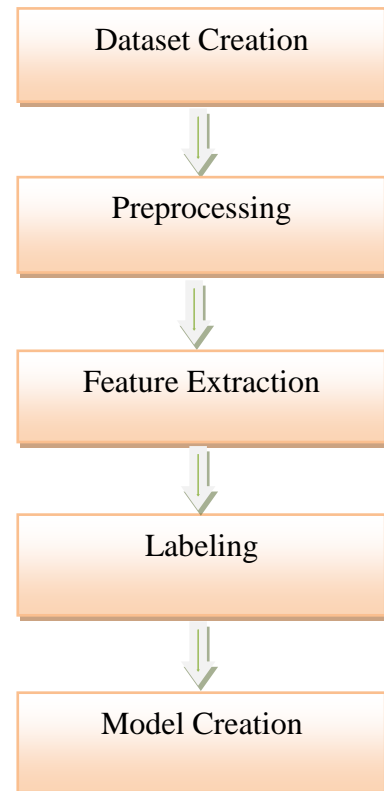 Dataset Creation
Preprocessing
Feature Extraction
Labeling
Model Creation